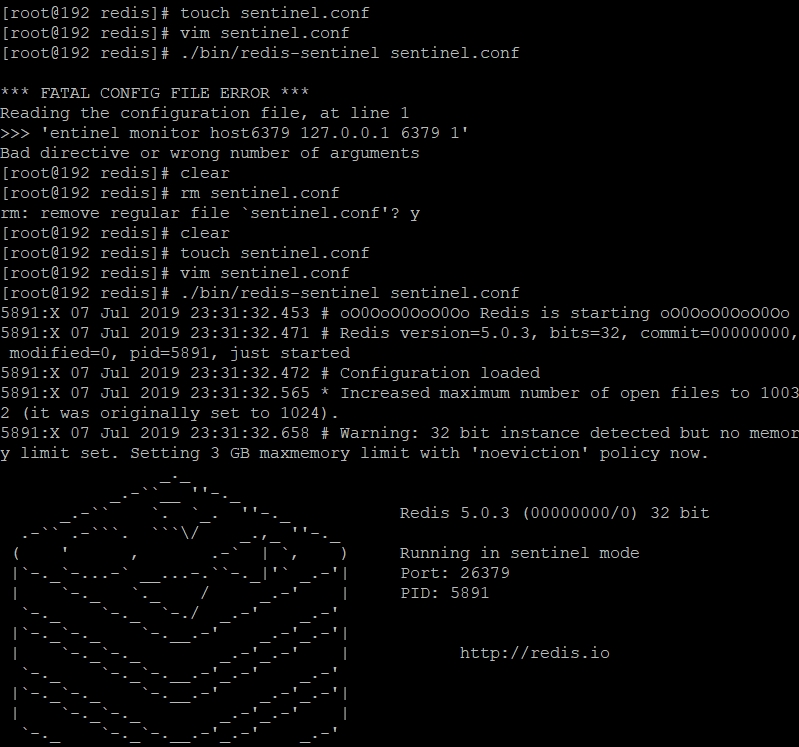 [root@192 redis]# touch sentinel.conf
[root@192 redis]# vim sentinel.conf
[root@192 redis]# ./bin/redis-sentinel sentinel.conf
*** FATAL CONFIG FILE ERROR ***
Reading the configuration file, at line 1
>>> 'entinel monitor host6379 127.0.0.1 6379 1'
Bad directive or wrong number of arguments
[root@192 redis]# clear
[root@192 redis]# rm sentinel.conf
rm: remove regular file `sentinel.conf'? y
[root@192 redis]# clear
[root@192 redis]# touch sentinel.conf
[root@192 redis]# vim sentinel.conf
[root@192 redis]# ./bin/redis-sentinel sentinel.conf
5891:X 07 Jul 2019 23:31:32.453 # oO0OoO0OoO0Oo Redis is starting oO0OoO0OoO0Oo
5891:X 07 Jul 2019 23:31:32.471 # Redis version=5.0.3, bits=32, commit=00000000,
 modified=0, pid=5891, just started
5891:X 07 Jul 2019 23:31:32.472 # Configuration loaded
5891:X 07 Jul 2019 23:31:32.565 * Increased maximum number of open files to 1003
2 (it was originally set to 1024).
5891:X 07 Jul 2019 23:31:32.658 # Warning: 32 bit instance detected but no memor
y limit set. Setting 3 GB maxmemory limit with 'noeviction' policy now.
Redis 5.0.3 (00000000/0) 32 bit
Running in sentinel mode
Port: 26379
PID: 5891
http://redis.io